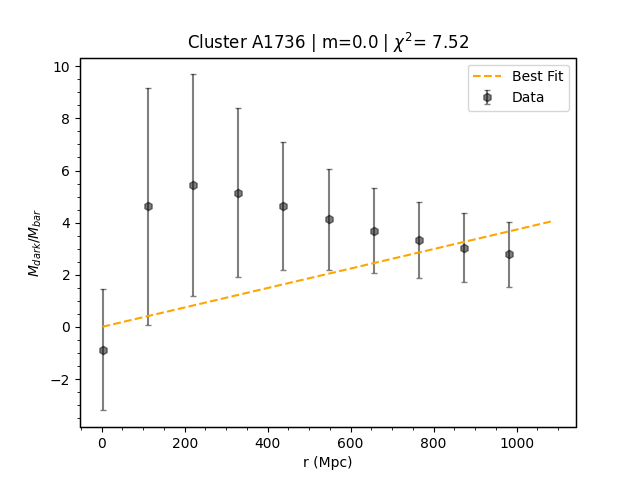 Cluster A1736 | m=0.0 | χ²= 7.52
Best Fit
Data
M_dark/M_bar
10
8
6
4
2
0
−2
0 200 400 600 800 1000
r (Mpc)